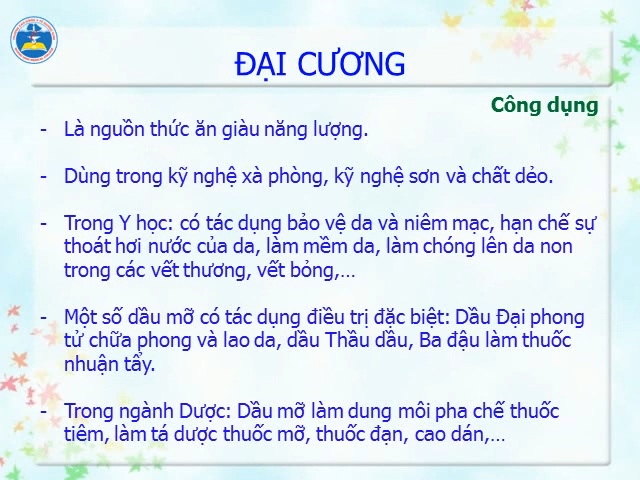 ĐẠI CƯƠNG
Công dụng
- Là nguồn thức ăn giàu năng lượng.
- Dùng trong kỹ nghệ xà phòng, kỹ nghệ sơn và chất dẻo.
- Trong Y học: có tác dụng bảo vệ da và niêm mạc, hạn chế sự
thoát hơi nước của da, làm mềm da, làm chóng lên da non
trong các vết thương, vết bỏng,...
- Một số dầu mỡ có tác dụng điều trị đặc biệt: Dầu Đại phong
tử chữa phong và lao da, dầu Thầu dầu, Ba đậu làm thuốc
nhuận tẩy.
- Trong ngành Dược: Dầu mỡ làm dung môi pha chế thuốc
tiêm, làm tá dược thuốc mỡ, thuốc đạn, cao dán,...